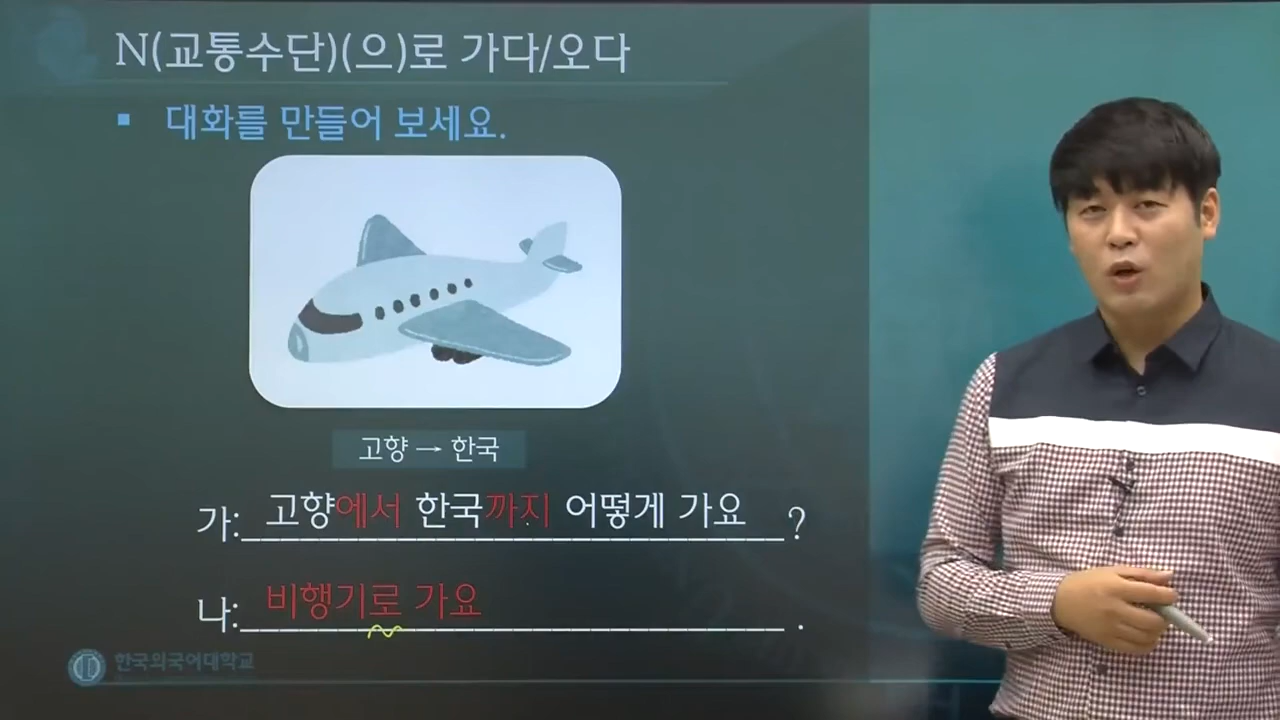 N(교통수단)(으)로 가다/오다
▪ 대화를 만들어 보세요.
고향 → 한국
가: 고향에서 한국까지 어떻게 가요 ?
나: 비행기로 가요 .
한국외국어대학교